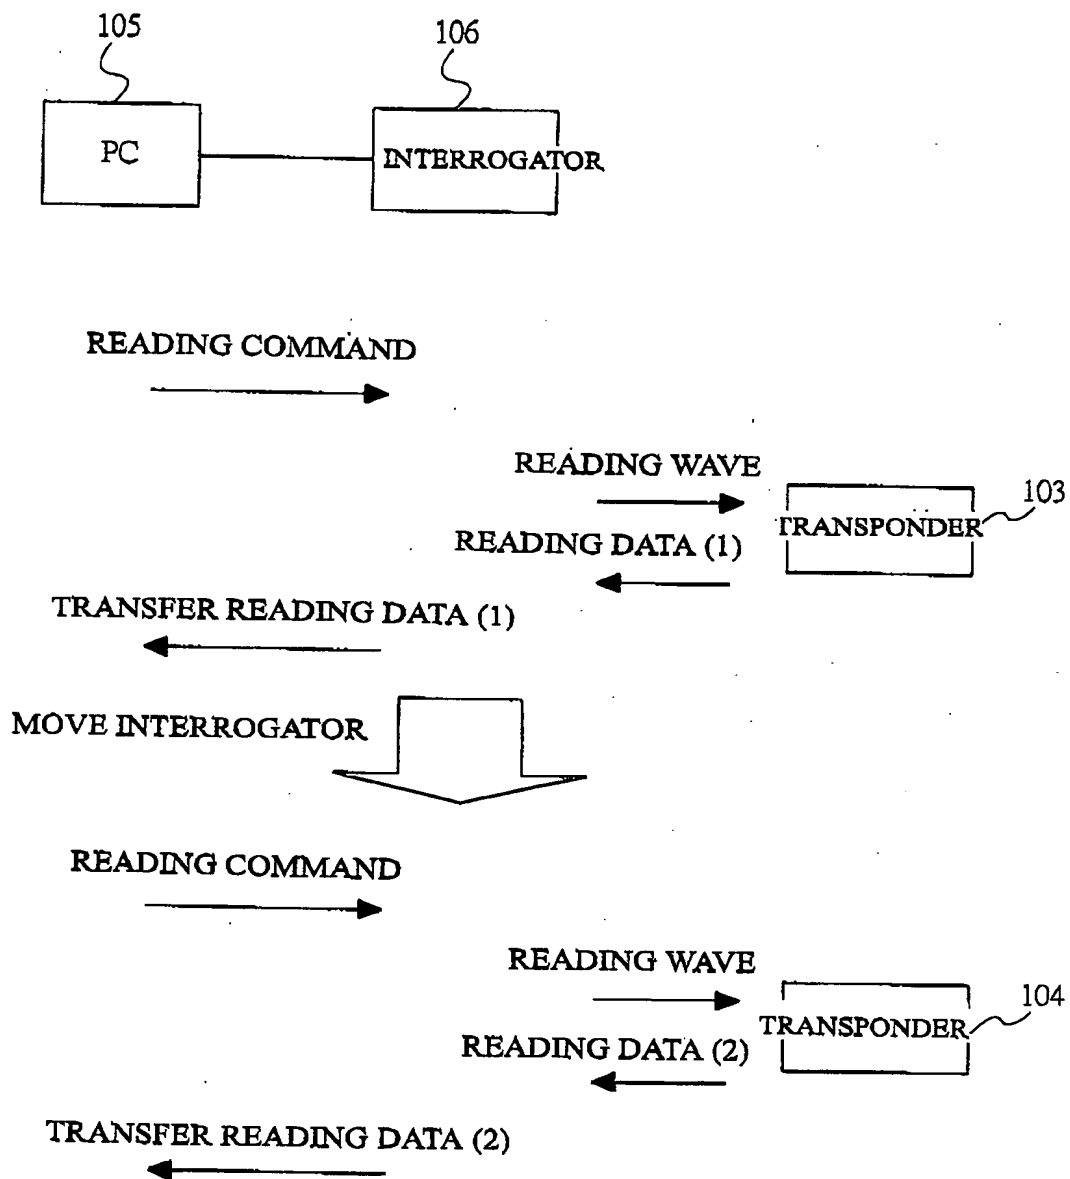 105
106
PC
INTERROGATOR
READING COMMAND
READING WAVE
103
TRANSPONDER
READING DATA (1)
TRANSFER READING DATA (1)
MOVE INTERROGATOR
READING COMMAND
READING WAVE
104
TRANSPONDER
READING DATA (2)
TRANSFER READING DATA (2)